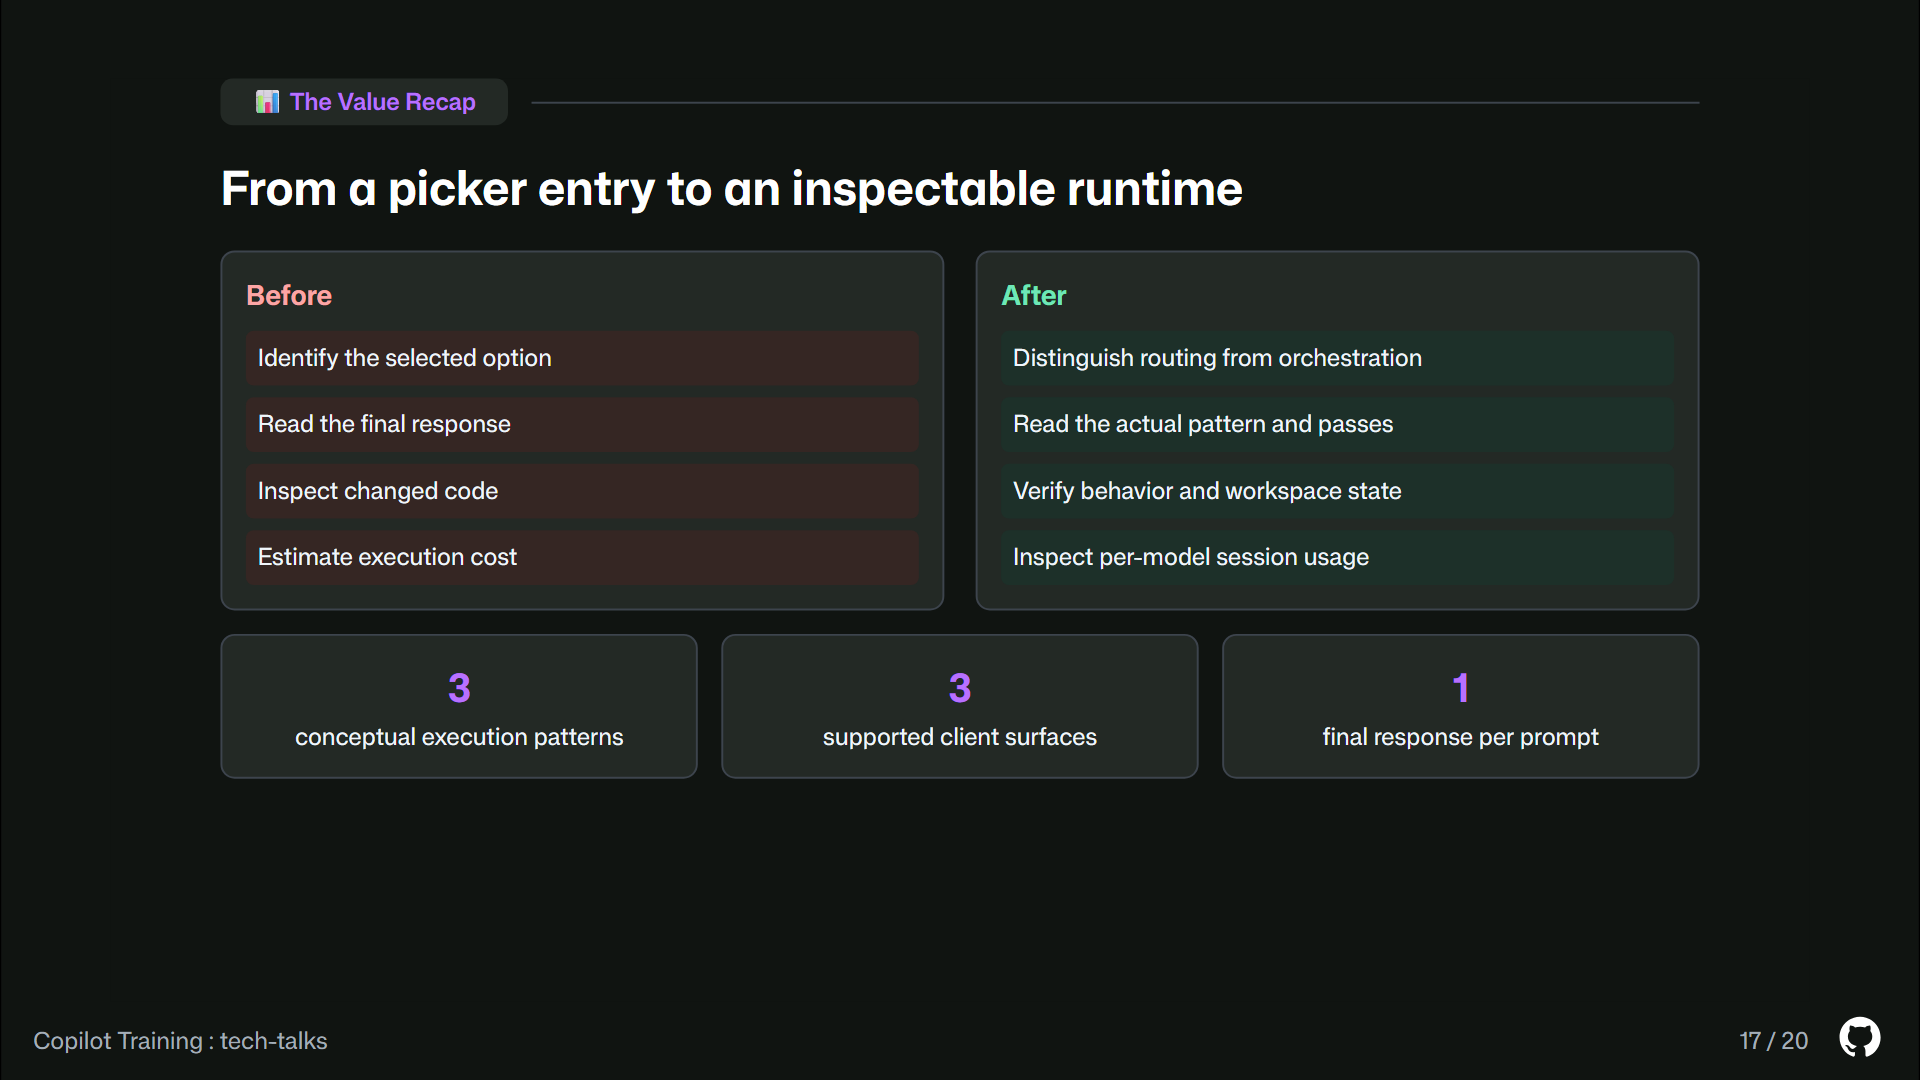 📊 The Value Recap
From a picker entry to an inspectable runtime
Before
Identify the selected option
Read the final response
Inspect changed code
Estimate execution cost
After
Distinguish routing from orchestration
Read the actual pattern and passes
Verify behavior and workspace state
Inspect per-model session usage
3
conceptual execution patterns
3
supported client surfaces
1
final response per prompt
Copilot Training : tech-talks
17 / 20